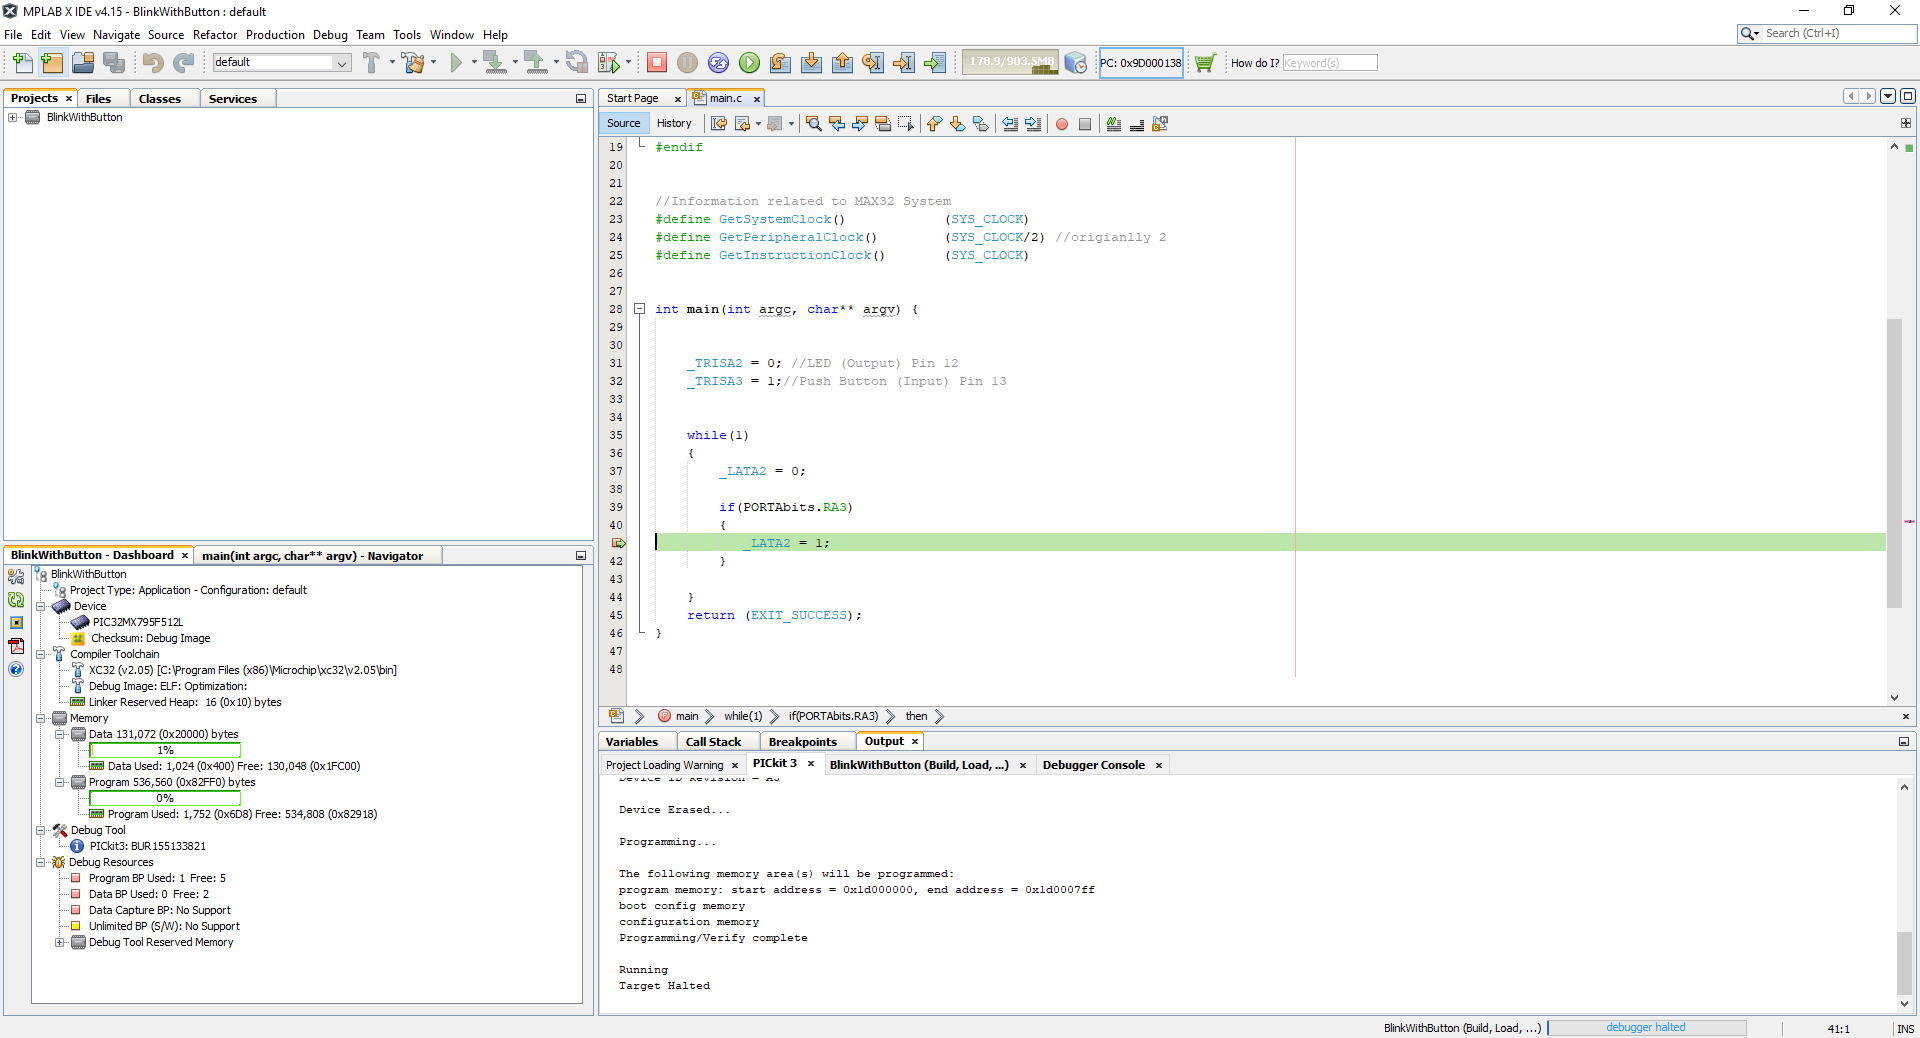 MPLAB X IDE v4.15 - BlinkWithButton : default
File Edit View Navigate Source Refactor Production Debug Team Tools Window Help
Search (Ctrl+I)
default
178.9/903.5MB
PC: 0x9D000138
How do I? Keyword(s)
Projects Files Classes Services
BlinkWithButton
Start Page main.c
Source History
19 #endif
20
21
22 //Information related to MAX32 System
23 #define GetSystemClock() (SYS_CLOCK)
24 #define GetPeripheralClock() (SYS_CLOCK/2) //origianlly 2
25 #define GetInstructionClock() (SYS_CLOCK)
26
27
28 int main(int argc, char** argv) {
29
30
31 _TRISA2 = 0; //LED (Output) Pin 12
32 _TRISA3 = 1;//Push Button (Input) Pin 13
33
34
35 while(1)
36 {
37 _LATA2 = 0;
38
39 if(PORTAbits.RA3)
40 {
_LATA2 = 1;
42 }
43
44 }
45 return (EXIT_SUCCESS);
46 }
47
48
main while(1) if(PORTAbits.RA3) then
BlinkWithButton - Dashboard main(int argc, char** argv) - Navigator
BlinkWithButton
Project Type: Application - Configuration: default
Device
PIC32MX795F512L
Checksum: Debug Image
Compiler Toolchain
XC32 (v2.05) [C:\Program Files (x86)\Microchip\xc32\v2.05\bin]
Debug Image: ELF: Optimization:
Linker Reserved Heap: 16 (0x10) bytes
Memory
Data 131,072 (0x20000) bytes
1%
Data Used: 1,024 (0x400) Free: 130,048 (0x1FC00)
Program 536,560 (0x82FF0) bytes
0%
Program Used: 1,752 (0x6D8) Free: 534,808 (0x82918)
Debug Tool
PICkit3: BUR155133821
Debug Resources
Program BP Used: 1 Free: 5
Data BP Used: 0 Free: 2
Data Capture BP: No Support
Unlimited BP (S/W): No Support
Debug Tool Reserved Memory
Variables Call Stack Breakpoints Output
Project Loading Warning PICkit 3 BlinkWithButton (Build, Load, ...) Debugger Console
Device ID Revision = A5
Device Erased...
Programming...
The following memory area(s) will be programmed:
program memory: start address = 0x1d000000, end address = 0x1d0007ff
boot config memory
configuration memory
Programming/Verify complete
Running
Target Halted
BlinkWithButton (Build, Load, ...) debugger halted 41:1 INS